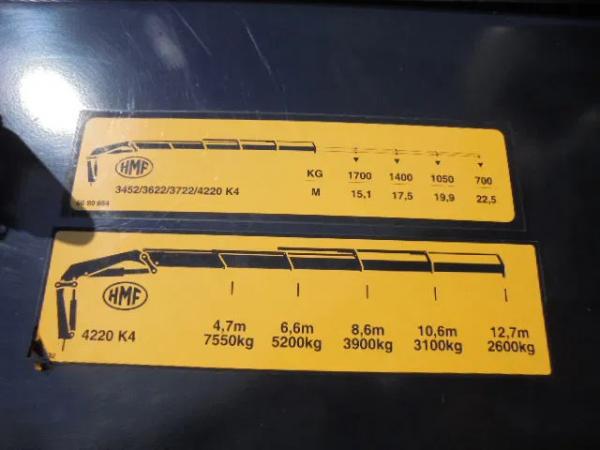 HMF
KG 1700 1400 1050 700
3452/3622/3722/4220 K4 M 15,1 17,5 19,9 22,5
HMF
4,7m 6,6m 8,6m 10,6m 12,7m
4220 K4 7550kg 5200kg 3900kg 3100kg 2600kg